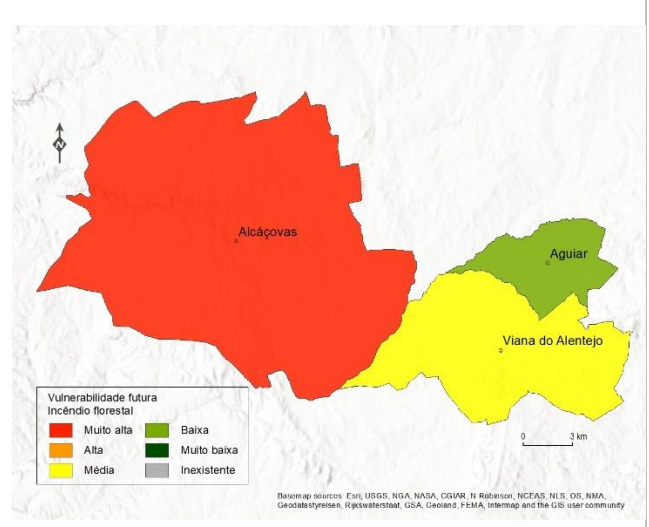 N
Alcáçovas
Aguiar
Viana do Alentejo
Vulnerabilidade futura
Incêndio florestal
Muito alta
Baixa
Alta
Muito baixa
Média
Inexistente
0 3 km
Basemap sources: Esri, USGS, NGA, NASA, CGIAR, N Robinson, NCEAS, NLS, OS, NMA,
Geodatastyrelsen, Rijkswaterstaat, GSA, Geoland, FEMA, Intermap and the GIS user community